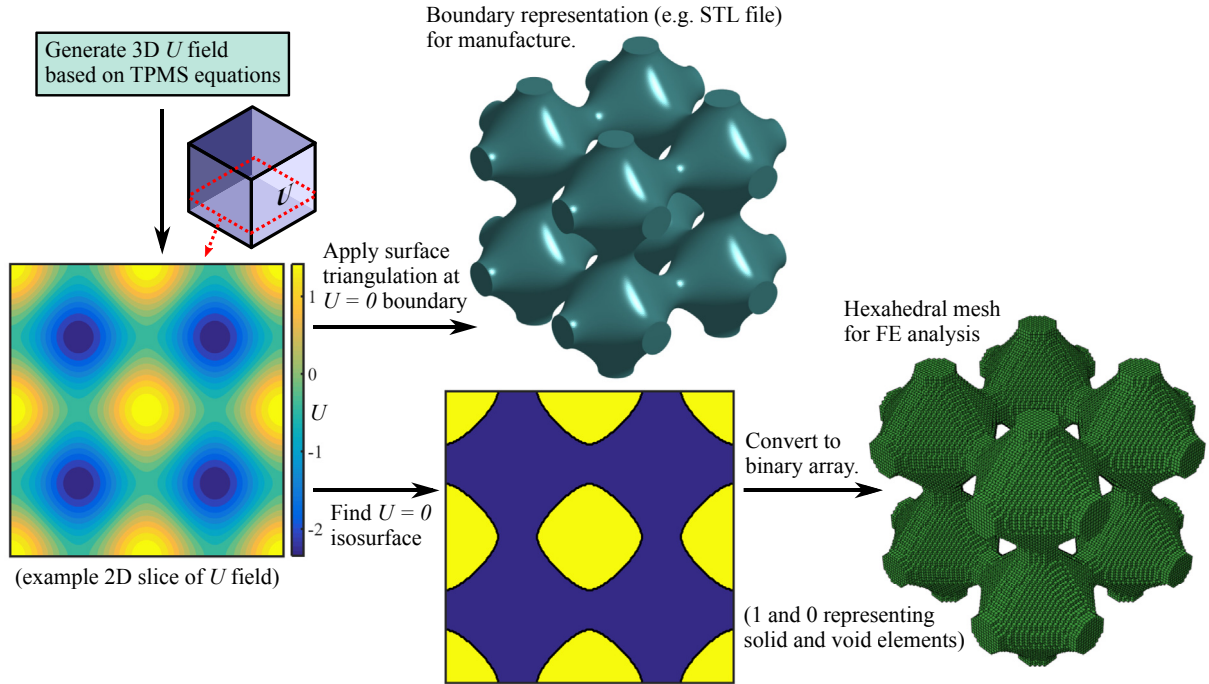 Boundary representation (e.g. STL file)
for manufacture.
Generate 3D U field
based on TPMS equations
U
Apply surface
triangulation at
U = 0 boundary
1
0
-1
-2
U
(example 2D slice of U field)
Find U = 0
isosurface
Convert to
binary array.
(1 and 0 representing
solid and void elements)
Hexahedral mesh
for FE analysis